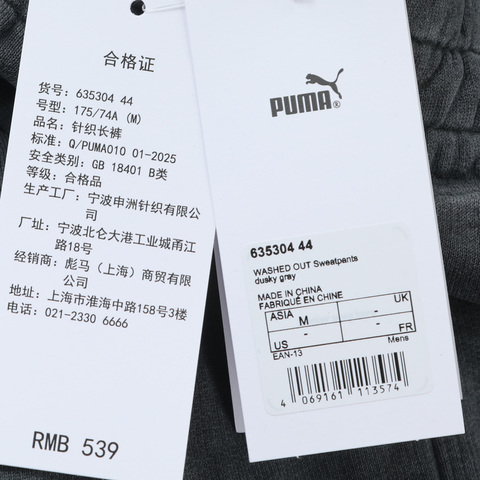 合格证
货号: 635304 44
号型: 175/74A (M)
品名: 针织长裤
标准: Q/PUMA010 01-2025
安全类别: GB 18401 B类
等级: 合格品
生产工厂: 宁波申洲针织有限公
司
厂址: 宁波北仑大港工业城甬江
路18号
经销商: 彪马（上海）商贸有限
公司
地址: 上海市淮海中路158号3楼
电话: 021-2330 6666
RMB 539
PUMA®
635304 44
WASHED OUT Sweatpants
dusky gray
MADE IN CHINA
FABRIQUÉ EN CHINE
ASIA M - UK
US - - FR
EAN-13 Mens
4 069161 113574